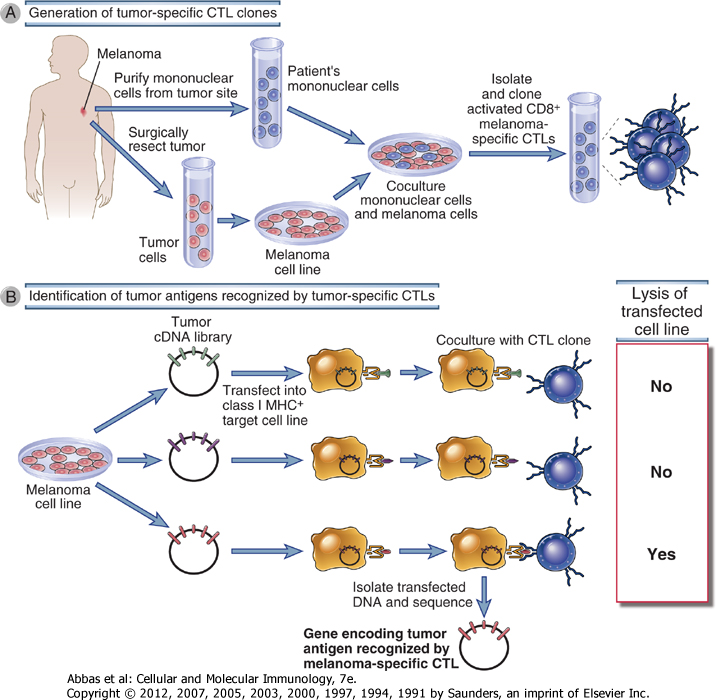 A Generation of tumor-specific CTL clones
Melanoma
Purify mononuclear
cells from tumor site
Patient's
mononuclear cells
Isolate
and clone
activated CD8+
melanoma-
specific CTLs
Surgically
resect tumor
Coculture
mononuclear cells
and melanoma cells
Tumor
cells
Melanoma
cell line
B Identification of tumor antigens recognized by tumor-specific CTLs
Lysis of
transfected
cell line
Tumor
cDNA library
Coculture with CTL clone
Transfect into
class I MHC+
target cell line
No
Melanoma
cell line
No
Yes
Isolate transfected
DNA and sequence
Gene encoding tumor
antigen recognized by
melanoma-specific CTL
Abbas et al: Cellular and Molecular Immunology, 7e.
Copyright © 2012, 2007, 2005, 2003, 2000, 1997, 1994, 1991 by Saunders, an imprint of Elsevier Inc.